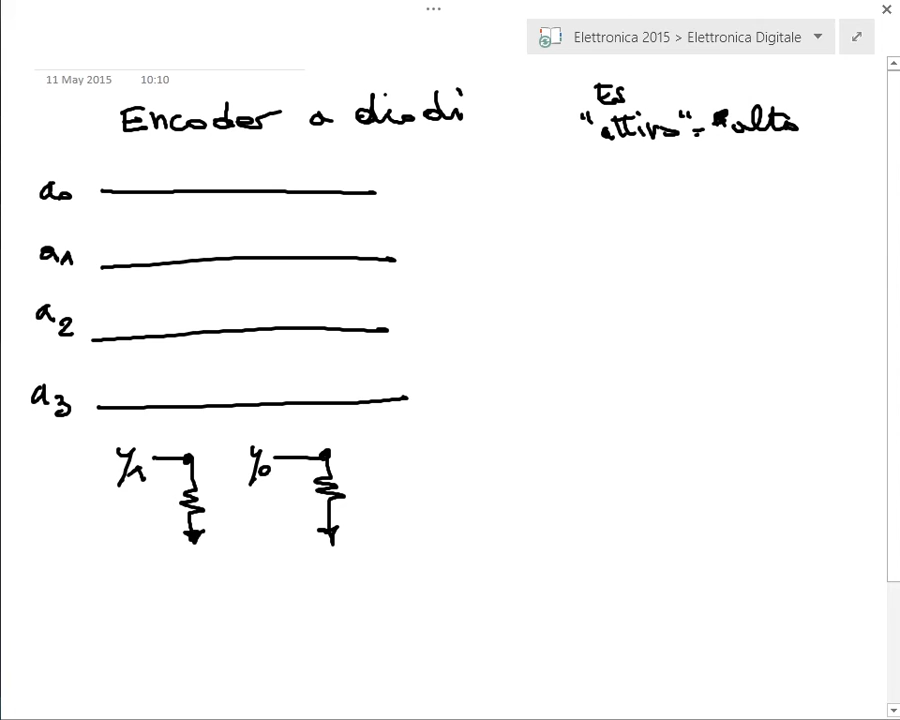 Elettronica 2015 > Elettronica Digitale
11 May 2015 10:10
Encoder a diodi
Es
"attivo" = alto
a0
a1
a2
a3
y1 y0